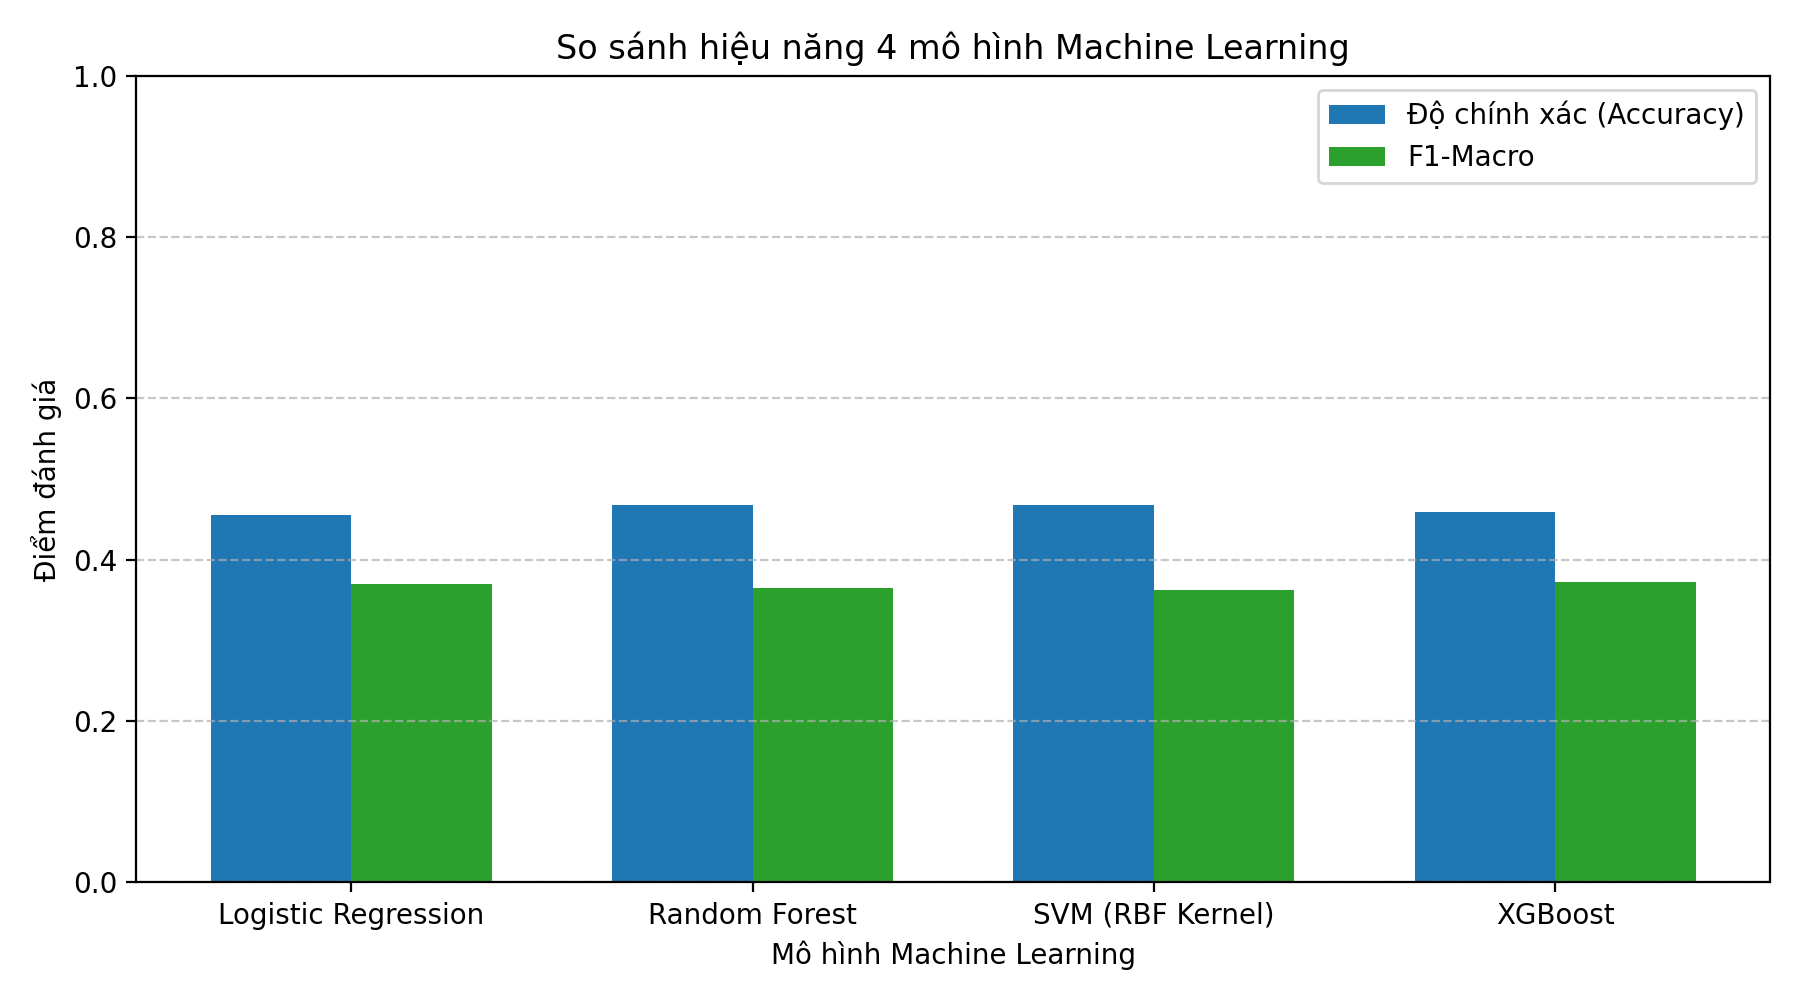 So sánh hiệu năng 4 mô hình Machine Learning
Độ chính xác (Accuracy)
F1-Macro
Điểm đánh giá
1.0
0.8
0.6
0.4
0.2
0.0
Logistic Regression
Random Forest
SVM (RBF Kernel)
XGBoost
Mô hình Machine Learning